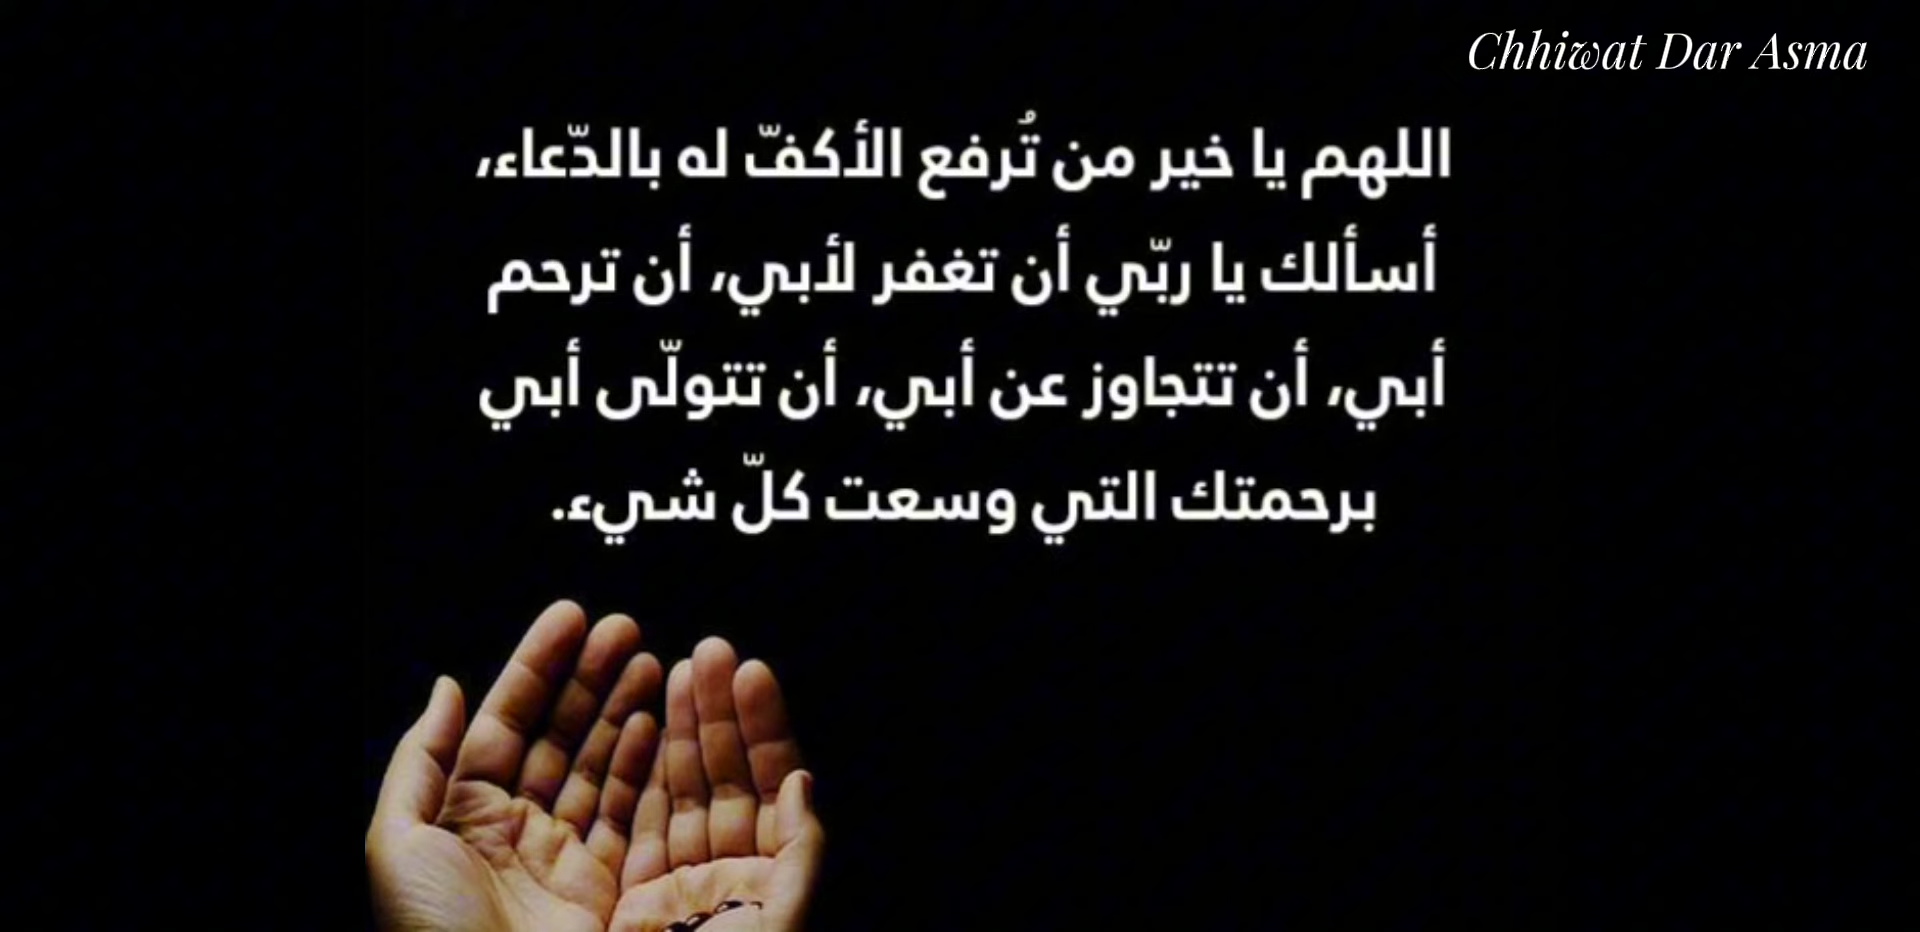 Chhiwat Dar Asma
اللهم يا خير من تُرفع الأكفّ له بالدّعاء،
أسألك يا ربّي أن تغفر لأبي، أن ترحم
أبي، أن تتجاوز عن أبي، أن تتولّى أبي
برحمتك التي وسعت كلّ شيء.